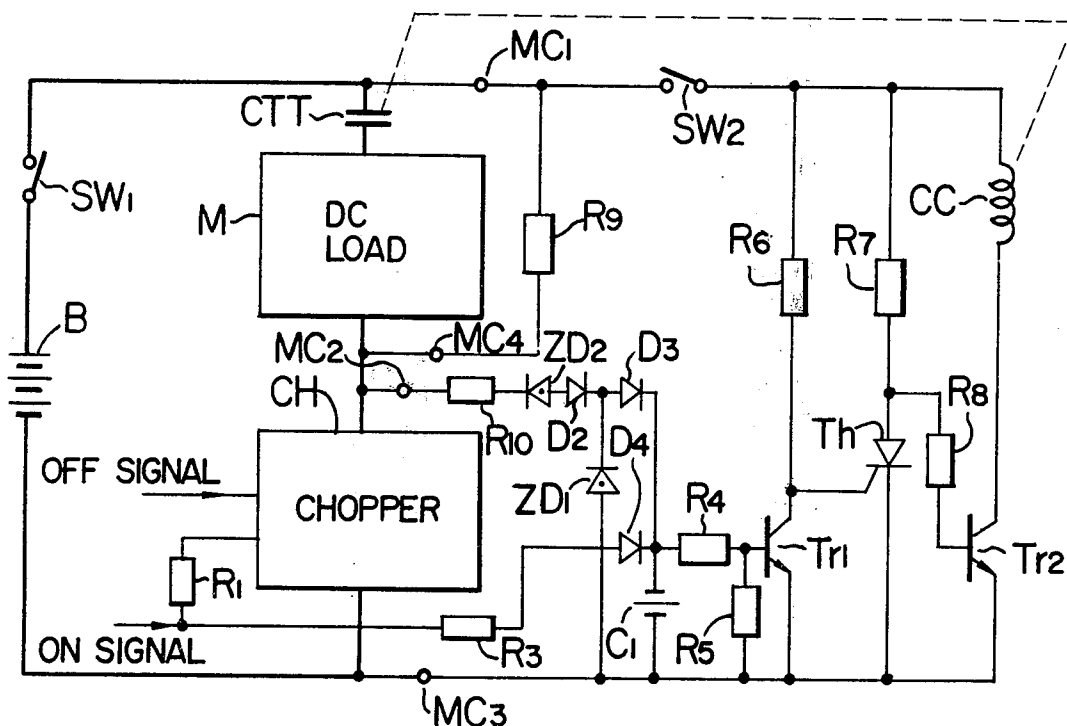 MC1
CTT
SW2
SW1
M
DC
LOAD
R9
CC
R6
R7
B
MC4
MC2
ZD2
D3
CH
R10
D2
D4
Th
R8
OFF SIGNAL
ZD1
R4
CHOPPER
Tr1
Tr2
R1
C1
R5
ON SIGNAL
R3
MC3